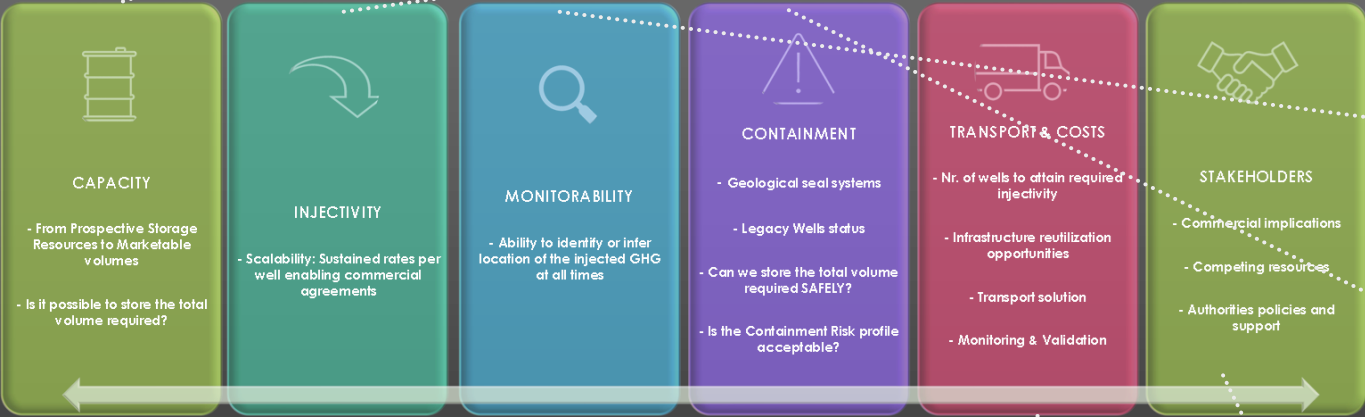 CAPACITY
- From Prospective Storage
Resources to Marketable
volumes
- Is it possible to store the total
volume required?
INJECTIVITY
- Scalability: Sustained rates per
well enabling commercial
agreements
MONITORABILITY
- Ability to identify or infer
location of the injected GHG
at all times
CONTAINMENT
- Geological seal systems
- Legacy Wells status
- Can we store the total volume
required SAFELY?
- Is the Containment Risk profile
acceptable?
TRANSPORT & COSTS
- Nr. of wells to attain required
injectivity
- Infrastructure reutilization
opportunities
- Transport solution
- Monitoring & Validation
STAKEHOLDERS
- Commercial implications
- Competing resources
- Authorities policies and
support